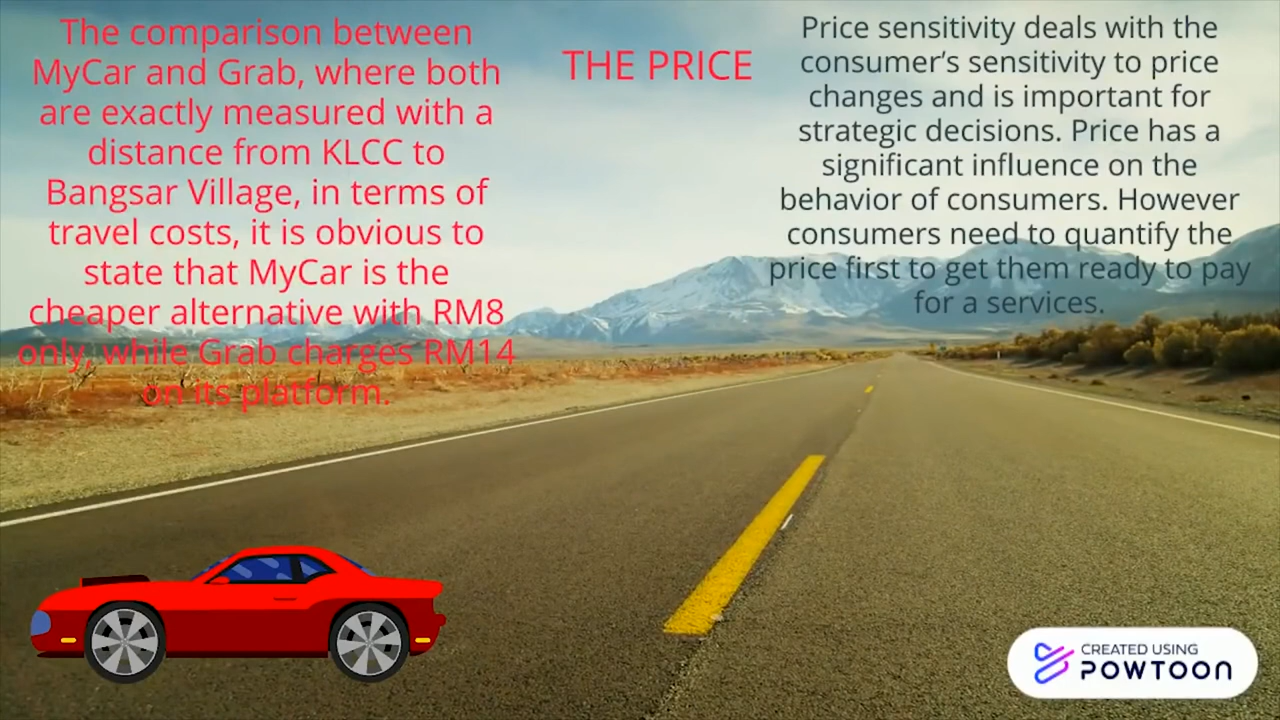 The comparison between
MyCar and Grab, where both
are exactly measured with a
distance from KLCC to
Bangsar Village, in terms of
travel costs, it is obvious to
state that MyCar is the
cheaper alternative with RM8
only, while Grab charges RM14
on its platform.
THE PRICE
Price sensitivity deals with the
consumer’s sensitivity to price
changes and is important for
strategic decisions. Price has a
significant influence on the
behavior of consumers. However
consumers need to quantify the
price first to get them ready to pay
for a services.
CREATED USING
POWTOON